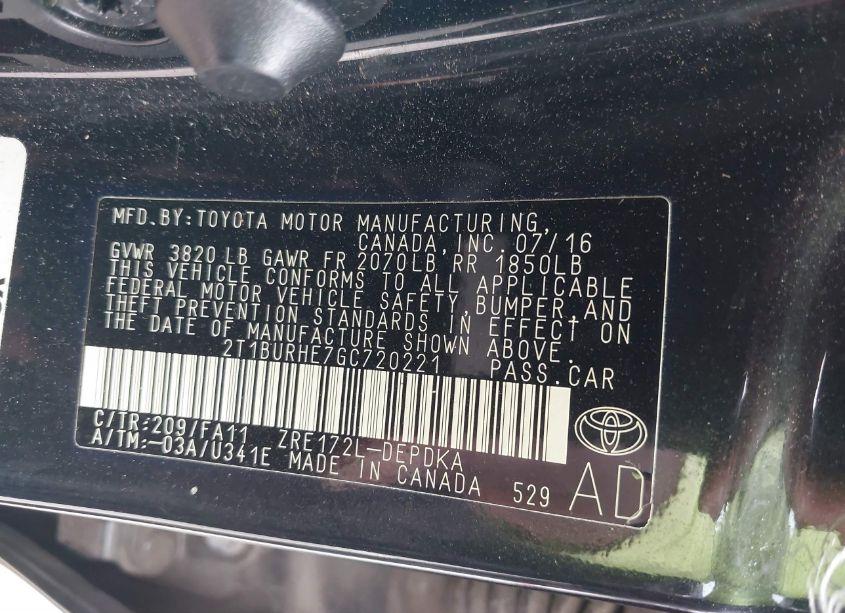 MFD.BY:TOYOTA MOTOR MANUFACTURING,
CANADA,INC. 07/16
GVWR 3820 LB GAWR FR 2070LB RR 1850LB
THIS VEHICLE CONFORMS TO ALL APPLICABLE
FEDERAL MOTOR VEHICLE SAFETY,BUMPER,AND
THEFT PREVENTION STANDARDS IN EFFECT ON
THE DATE OF MANUFACTURE SHOWN ABOVE.
2T1BURHE7GC720221 PASS.CAR
C/TR:209/FA11 ZRE172L-DEPDKA
A/TM:-03A/U341E MADE IN CANADA 529
AD